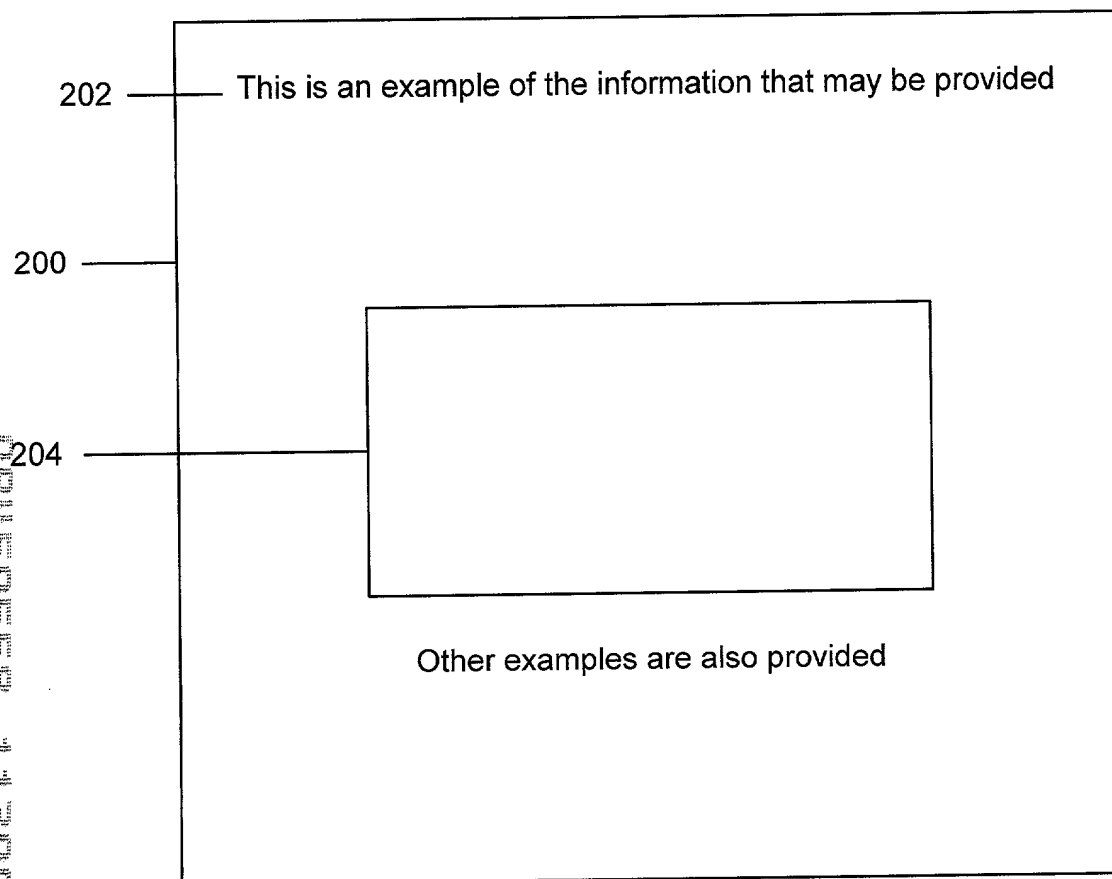 202 This is an example of the information that may be provided
200
204
Other examples are also provided